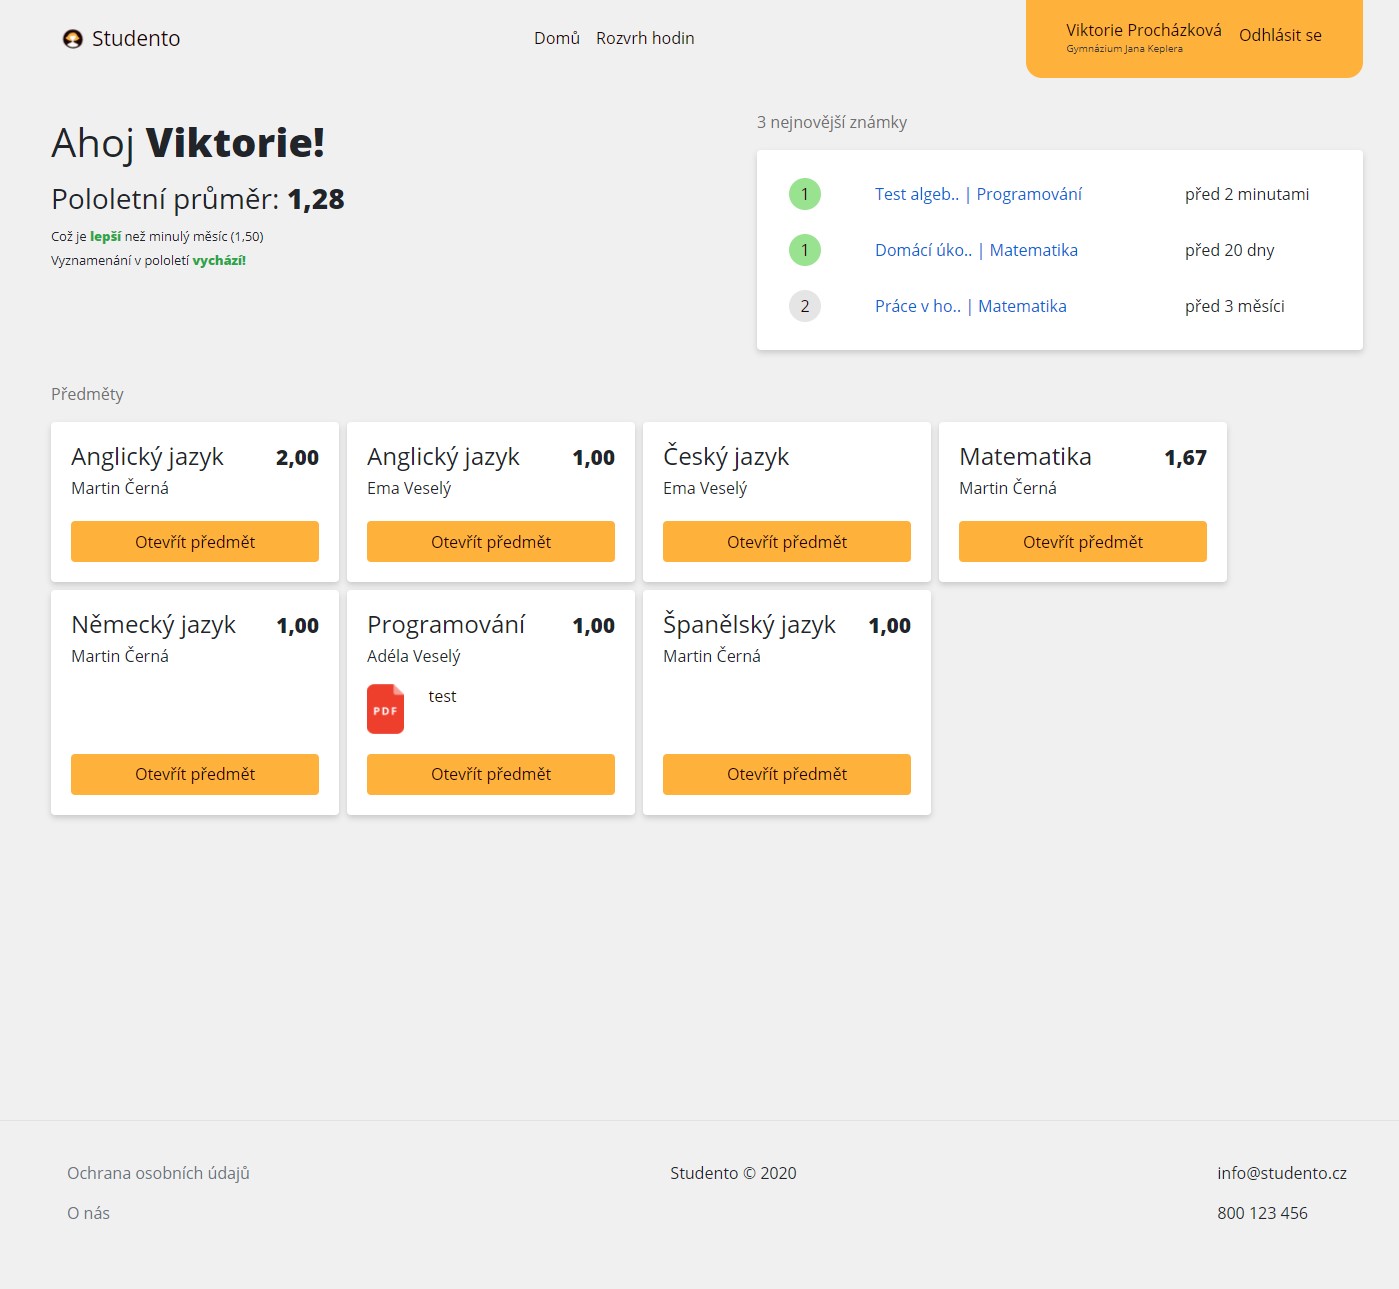 Studento
Domů
Rozvrh hodin
Viktorie Procházková
Gymnázium Jana Keplera
Odhlásit se
Ahoj Viktorie!
Pololetní průměr: 1,28
Což je lepší než minulý měsíc (1,50)
Vyznamenání v pololetí vychází!
3 nejnovější známky
1 Test algeb.. | Programování před 2 minutami
1 Domácí úko.. | Matematika před 20 dny
2 Práce v ho.. | Matematika před 3 měsíci
Předměty
Anglický jazyk 2,00
Martin Černá
Otevřít předmět
Anglický jazyk 1,00
Ema Veselý
Otevřít předmět
Český jazyk
Ema Veselý
Otevřít předmět
Matematika 1,67
Martin Černá
Otevřít předmět
Německý jazyk 1,00
Martin Černá
Otevřít předmět
Programování 1,00
Adéla Veselý
PDF test
Otevřít předmět
Španělský jazyk 1,00
Martin Černá
Otevřít předmět
Ochrana osobních údajů
O nás
Studento © 2020
info@studento.cz
800 123 456